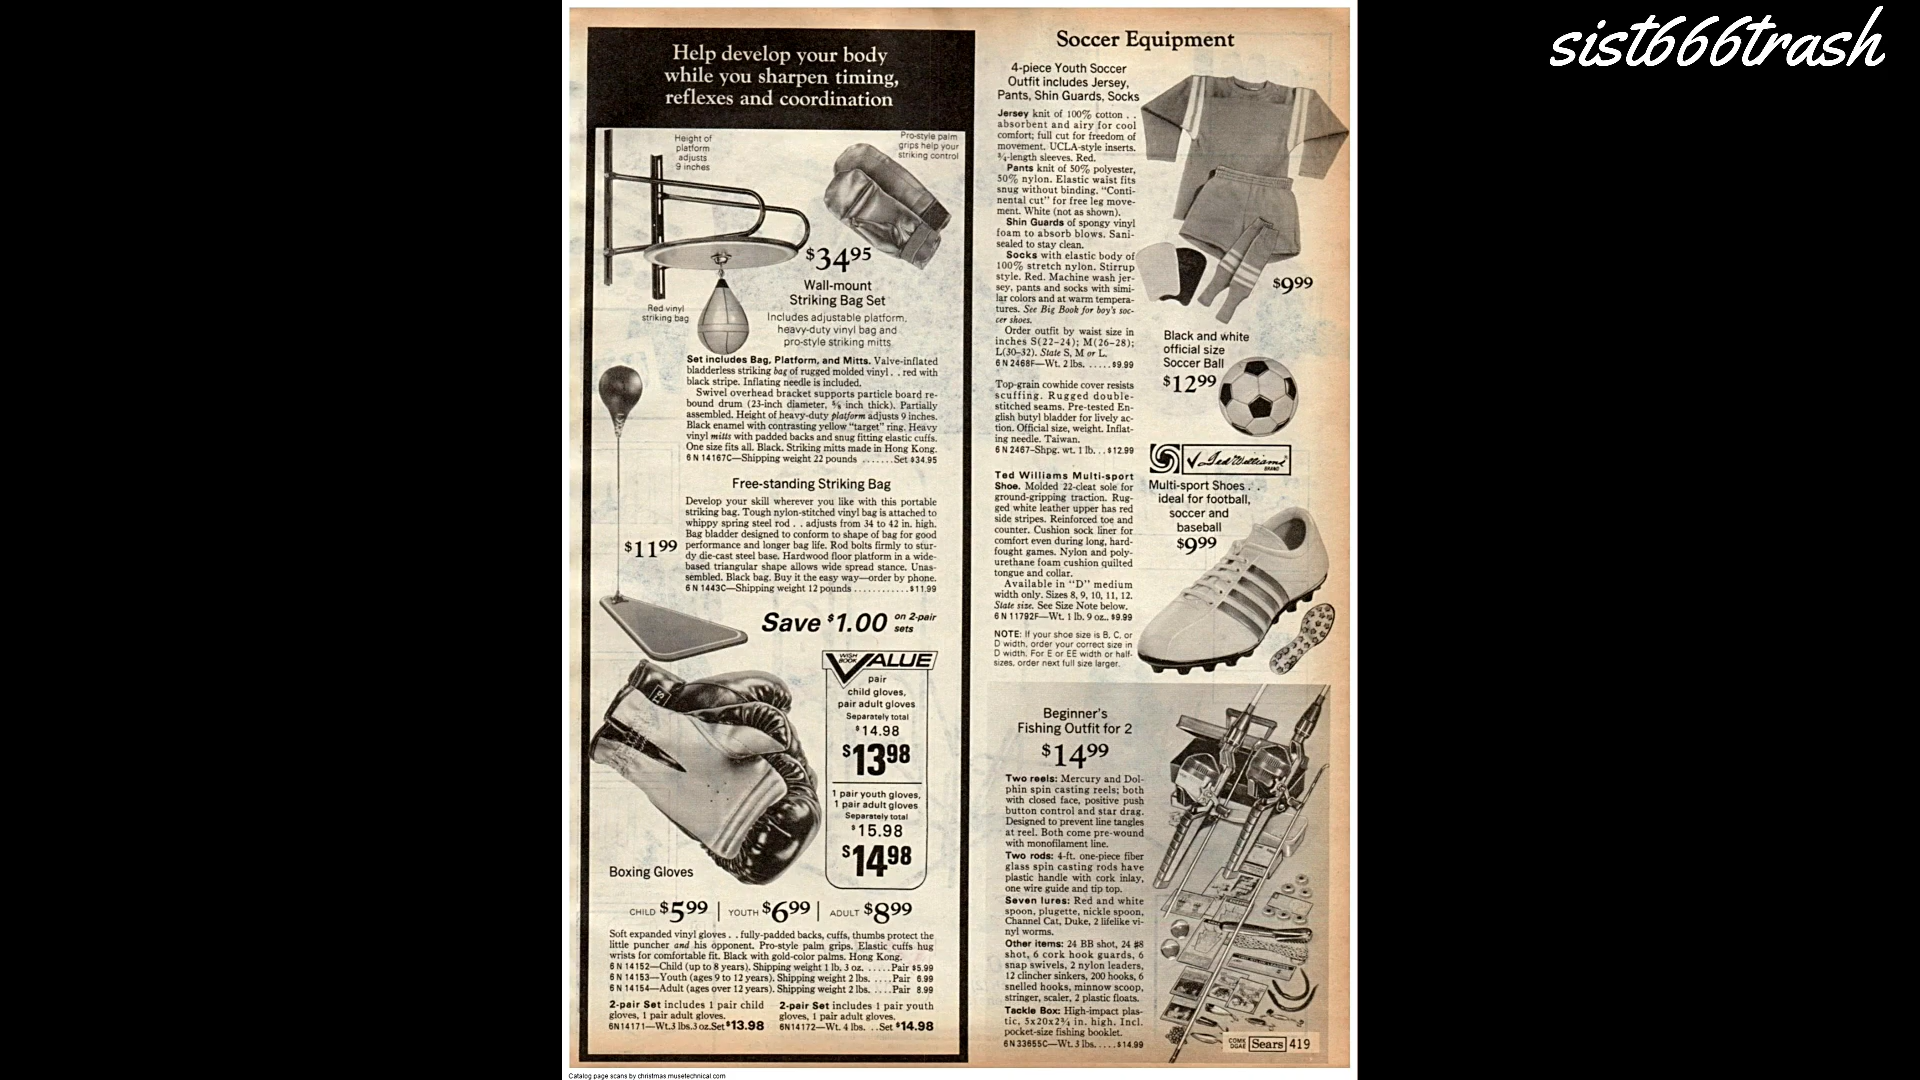 sist666trash
Help develop your body
while you sharpen timing,
reflexes and coordination
Height of
platform
adjusts
9 inches
Pro-style palm
grips help your
striking control
$34.95
Wall-mount
Striking Bag Set
Includes adjustable platform,
heavy-duty vinyl bag and
pro-style striking mitts
Red vinyl
striking bag
Set includes Bag, Platform, and Mitts. Valve-inflated
bladderless striking bag of rugged molded vinyl . . red with
black stripe. Inflating needle is included.
Swivel overhead bracket supports particle board re-
bound drum (23-inch diameter, ⅝ inch thick). Partially
assembled. Height of heavy-duty platform adjusts 9 inches.
Black enamel with contrasting yellow "target" ring. Heavy
vinyl mitts with padded backs and snug fitting elastic cuffs.
One size fits all. Black. Striking mitts made in Hong Kong.
6 N 14167C—Shipping weight 22 pounds . . . . . . . Set $34.95
Free-standing Striking Bag
Develop your skill wherever you like with this portable
striking bag. Tough nylon-stitched vinyl bag is attached to
whippy spring steel rod . . adjusts from 34 to 42 in. high.
Bag bladder designed to conform to shape of bag for good
performance and longer bag life. Rod bolts firmly to stur-
dy die-cast steel base. Hardwood floor platform in a wide-
based triangular shape allows wide spread stance. Unas-
sembled. Black bag. Buy it the easy way—order by phone.
6 N 1443C—Shipping weight 12 pounds . . . . . . . . . . . . $11.99
$11.99
Save $1.00 on 2-pair
sets
WISH
BOOK
VALUE
pair
child gloves,
pair adult gloves
Separately total
$14.98
$13.98
1 pair youth gloves,
1 pair adult gloves
Separately total
$15.98
$14.98
Boxing Gloves
CHILD $5.99 | YOUTH $6.99 | ADULT $8.99
Soft expanded vinyl gloves . . fully-padded backs, cuffs, thumbs protect the
little puncher and his opponent. Pro-style palm grips. Elastic cuffs hug
wrists for comfortable fit. Black with gold-color palms. Hong Kong.
6 N 14152—Child (up to 8 years). Shipping weight 1 lb. 3 oz. . . . . . Pair $5.99
6 N 14153—Youth (ages 9 to 12 years). Shipping weight 2 lbs. . . . . Pair 6.99
6 N 14154—Adult (ages over 12 years). Shipping weight 2 lbs. . . . . Pair 8.99
2-pair Set includes 1 pair child
gloves, 1 pair adult gloves.
6N14171—Wt.3 lbs.3 oz.Set $13.98
2-pair Set includes 1 pair youth
gloves, 1 pair adult gloves.
6N14172—Wt. 4 lbs. . .Set $14.98
Soccer Equipment
4-piece Youth Soccer
Outfit includes Jersey,
Pants, Shin Guards, Socks
Jersey knit of 100% cotton . .
absorbent and airy for cool
comfort; full cut for freedom of
movement. UCLA-style inserts.
¾-length sleeves. Red.
Pants knit of 50% polyester,
50% nylon. Elastic waist fits
snug without binding. "Conti-
nental cut" for free leg move-
ment. White (not as shown).
Shin Guards of spongy vinyl
foam to absorb blows. Sani-
sealed to stay clean.
Socks with elastic body of
100% stretch nylon. Stirrup
style. Red. Machine wash jer-
sey, pants and socks with simi-
lar colors and at warm tempera-
tures. See Big Book for boy's soc-
cer shoes.
Order outfit by waist size in
inches S(22–24); M(26–28);
L(30–32). State S, M or L.
6 N 2468F—Wt. 2 lbs. . . . . . $9.99
$9.99
Black and white
official size
Soccer Ball
$12.99
Top-grain cowhide cover resists
scuffing. Rugged double-
stitched seams. Pre-tested En-
glish butyl bladder for lively ac-
tion. Official size, weight. Inflat-
ing needle. Taiwan.
6 N 2467-Shpg. wt. 1 lb. . . $12.99
Ted Williams
BRAND
Multi-sport Shoes . .
ideal for football,
soccer and
baseball
$9.99
Ted Williams Multi-sport
Shoe. Molded 22-cleat sole for
ground-gripping traction. Rug-
ged white leather upper has red
side stripes. Reinforced toe and
counter. Cushion sock liner for
comfort even during long, hard-
fought games. Nylon and poly-
urethane foam cushion quilted
tongue and collar.
Available in "D" medium
width only. Sizes 8, 9, 10, 11, 12.
State size. See Size Note below.
6 N 11792F—Wt. 1 lb. 9 oz., $9.99
NOTE: If your shoe size is B, C, or
D width, order your correct size in
D width. For E or EE width or half-
sizes, order next full size larger.
Beginner's
Fishing Outfit for 2
$14.99
Two reels: Mercury and Dol-
phin spin casting reels; both
with closed face, positive push
button control and star drag.
Designed to prevent line tangles
at reel. Both come pre-wound
with monofilament line.
Two rods: 4-ft. one-piece fiber
glass spin casting rods have
plastic handle with cork inlay,
one wire guide and tip top.
Seven lures: Red and white
spoon, plugette, nickle spoon,
Channel Cat, Duke, 2 lifelike vi-
nyl worms.
Other items: 24 BB shot, 24 #8
shot, 6 cork hook guards, 6
snap swivels, 2 nylon leaders,
12 clincher sinkers, 200 hooks, 6
snelled hooks, minnow scoop,
stringer, scaler, 2 plastic floats.
Tackle Box: High-impact plas-
tic, 5x20x2¾ in. high. Incl.
pocket-size fishing booklet.
6 N 33655C—Wt. 3 lbs. . . . . $14.99
Sears 419
Catalog page scans by christmas.musetechnical.com